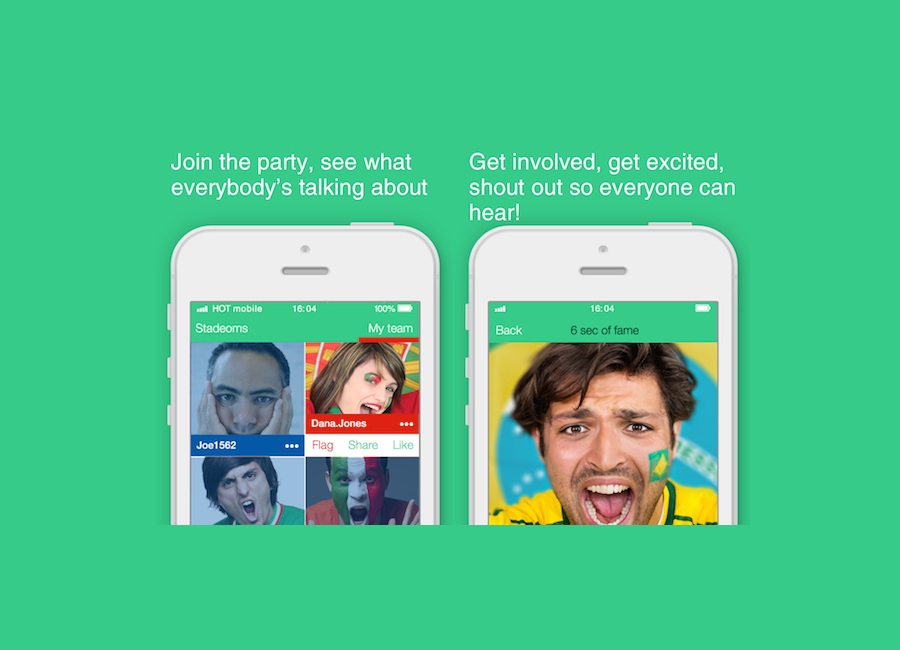 Join the party, see what
everybody's talking about
Get involved, get excited,
shout out so everyone can
hear!
HOT mobile 16:04 100%
Stadeoms My team
Joe1562
Dana.Jones
Flag Share Like
16:04
Back 6 sec of fame
ESS